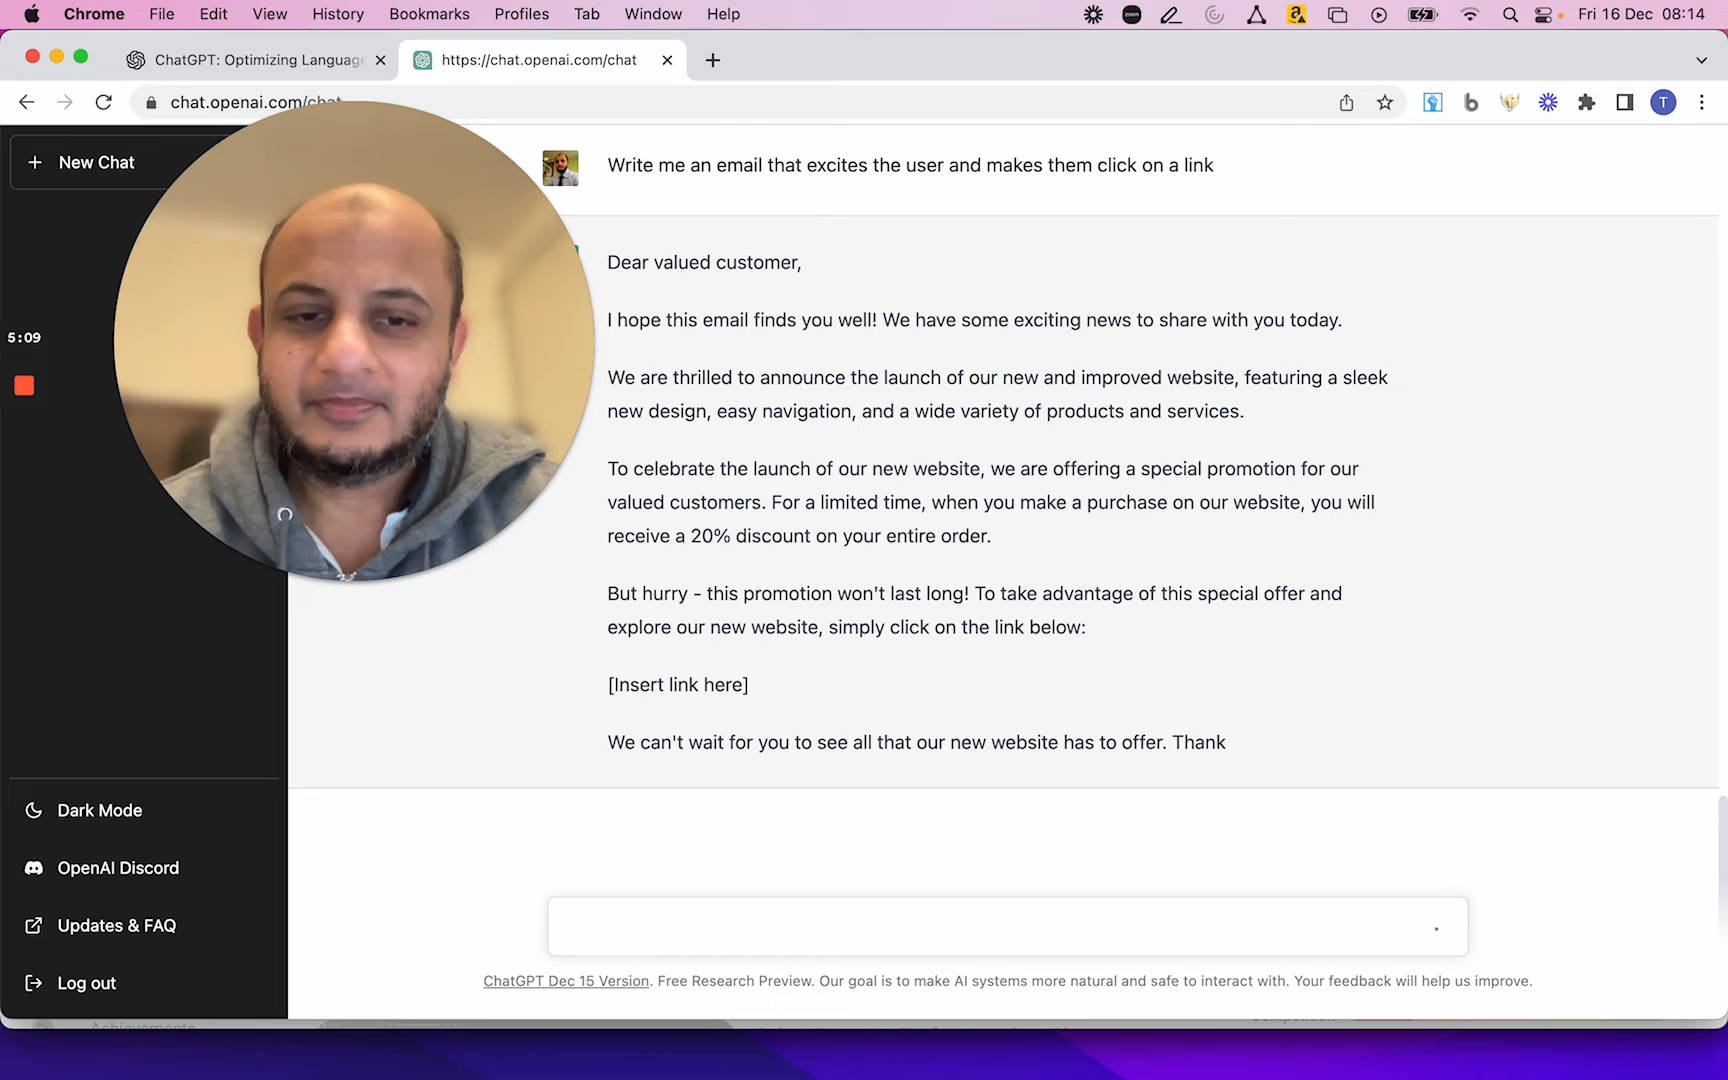 Chrome File Edit View History Bookmarks Profiles Tab Window Help zoom Fri 16 Dec 08:14
ChatGPT: Optimizing Language https://chat.openai.com/chat
chat.openai.com/chat b T
New Chat
Write me an email that excites the user and makes them click on a link
Dear valued customer,
I hope this email finds you well! We have some exciting news to share with you today.
5:09
We are thrilled to announce the launch of our new and improved website, featuring a sleek
new design, easy navigation, and a wide variety of products and services.
To celebrate the launch of our new website, we are offering a special promotion for our
valued customers. For a limited time, when you make a purchase on our website, you will
receive a 20% discount on your entire order.
But hurry - this promotion won't last long! To take advantage of this special offer and
explore our new website, simply click on the link below:
[Insert link here]
We can't wait for you to see all that our new website has to offer. Thank
Dark Mode
OpenAI Discord
Updates & FAQ
Log out
ChatGPT Dec 15 Version. Free Research Preview. Our goal is to make AI systems more natural and safe to interact with. Your feedback will help us improve.